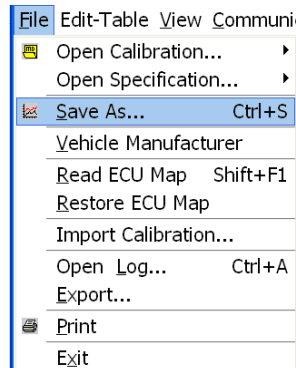 File Edit-Table View Communi
Open Calibration...
Open Specification...
Save As... Ctrl+S
Vehicle Manufacturer
Read ECU Map Shift+F1
Restore ECU Map
Import Calibration...
Open Log... Ctrl+A
Export...
Print
Exit